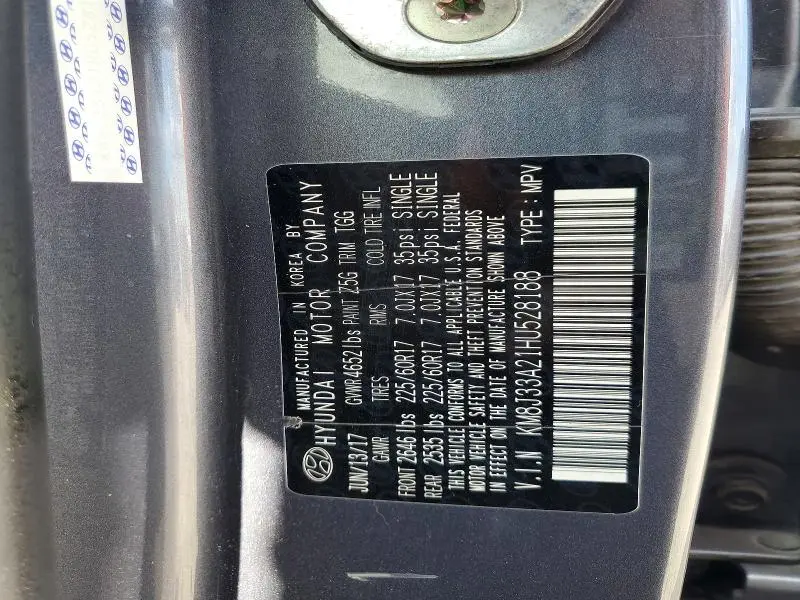 MANUFACTURED IN KOREA BY
HYUNDAI MOTOR COMPANY
JUN/13/17 GVWR 4652 lbs PAINT Z5G TRIM TGG
GAWR TIRES RIMS COLD TIRE INFL
FRONT 2646 lbs 225/60R17 7.0JX17 35psi SINGLE
REAR 2535 lbs 225/60R17 7.0JX17 35psi SINGLE
THIS VEHICLE CONFORMS TO ALL APPLICABLE U.S.A. FEDERAL
MOTOR VEHICLE SAFETY AND THEFT PREVENTION STANDARDS
IN EFFECT ON THE DATE OF MANUFACTURE SHOWN ABOVE
V.I.N KM8J33A21HU528188 TYPE : MPV